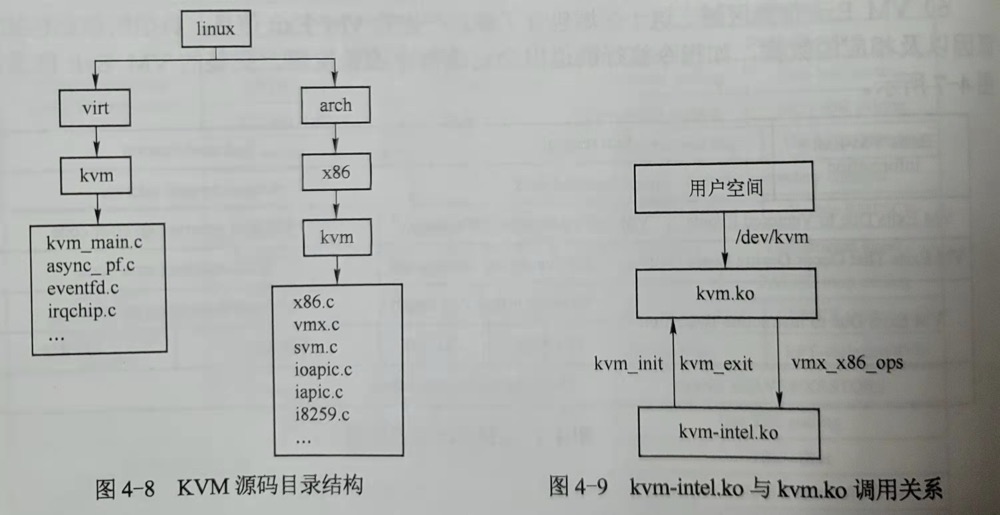 linux
virt
kvm
kvm_main.c
async_ pf.c
eventfd.c
irqchip.c
…
arch
x86
kvm
x86.c
vmx.c
svm.c
ioapic.c
iapic.c
i8259.c
…
图 4-8 KVM 源码目录结构
用户空间
/dev/kvm
kvm.ko
kvm_init
kvm_exit
vmx_x86_ops
kvm-intel.ko
图 4-9 kvm-intel.ko 与 kvm.ko 调用关系